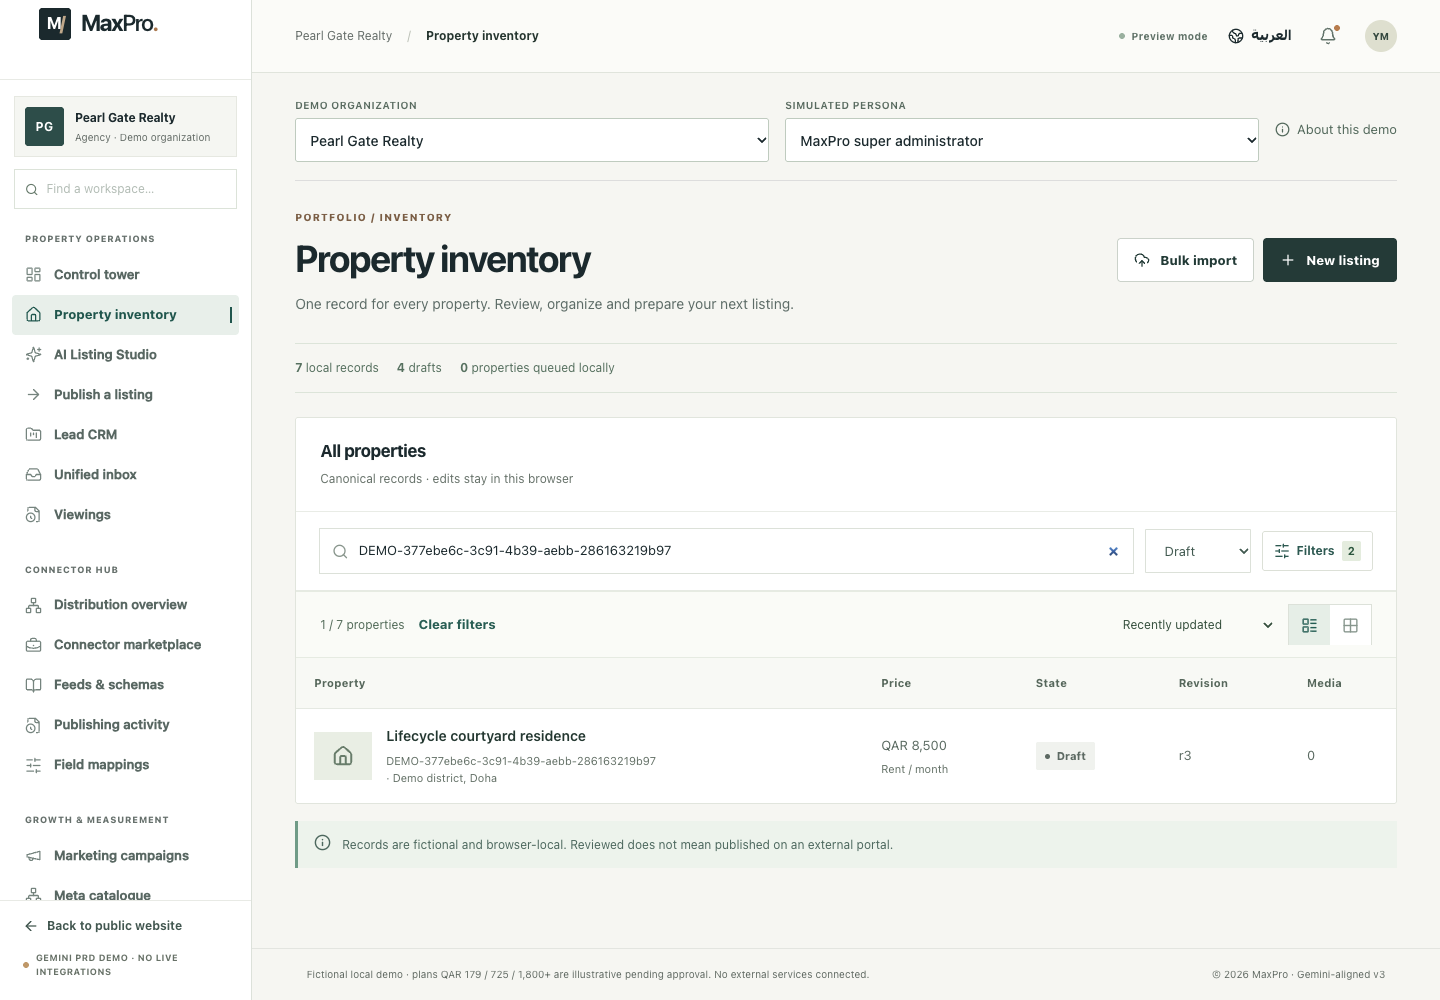 M/ MaxPro.
PG
Pearl Gate Realty
Agency · Demo organization
Find a workspace...
PROPERTY OPERATIONS
Control tower
Property inventory
AI Listing Studio
Publish a listing
Lead CRM
Unified inbox
Viewings
CONNECTOR HUB
Distribution overview
Connector marketplace
Feeds & schemas
Publishing activity
Field mappings
GROWTH & MEASUREMENT
Marketing campaigns
Meta catalogue
Back to public website
GEMINI PRD DEMO · NO LIVE
INTEGRATIONS
Pearl Gate Realty / Property inventory
Preview mode
العربية
YM
DEMO ORGANIZATION
Pearl Gate Realty
SIMULATED PERSONA
MaxPro super administrator
About this demo
PORTFOLIO / INVENTORY
Property inventory
One record for every property. Review, organize and prepare your next listing.
Bulk import
New listing
7 local records 4 drafts 0 properties queued locally
All properties
Canonical records · edits stay in this browser
DEMO-377ebe6c-3c91-4b39-aebb-286163219b97
Draft
Filters 2
1 / 7 properties Clear filters
Recently updated
Property Price State Revision Media
Lifecycle courtyard residence
DEMO-377ebe6c-3c91-4b39-aebb-286163219b97
· Demo district, Doha
QAR 8,500
Rent / month
Draft
r3
0
Records are fictional and browser-local. Reviewed does not mean published on an external portal.
Fictional local demo · plans QAR 179 / 725 / 1,800+ are illustrative pending approval. No external services connected.
© 2026 MaxPro · Gemini-aligned v3